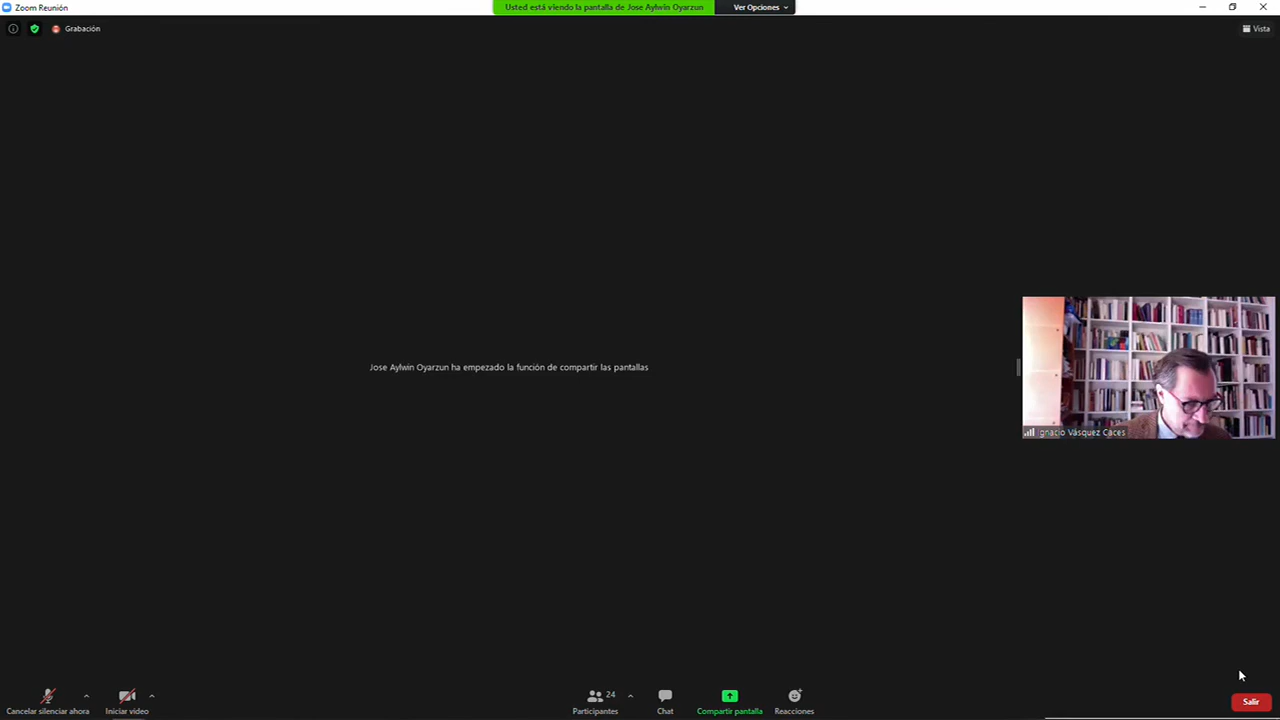 Zoom Reunión
Usted está viendo la pantalla de Jose Aylwin Oyarzun
Ver Opciones
Grabación
Vista
Jose Aylwin Oyarzun ha empezado la función de compartir las pantallas
Ignacio Vásquez Caces
Cancelar silenciar ahora
Iniciar video
24
Participantes
Chat
Compartir pantalla
Reacciones
Salir